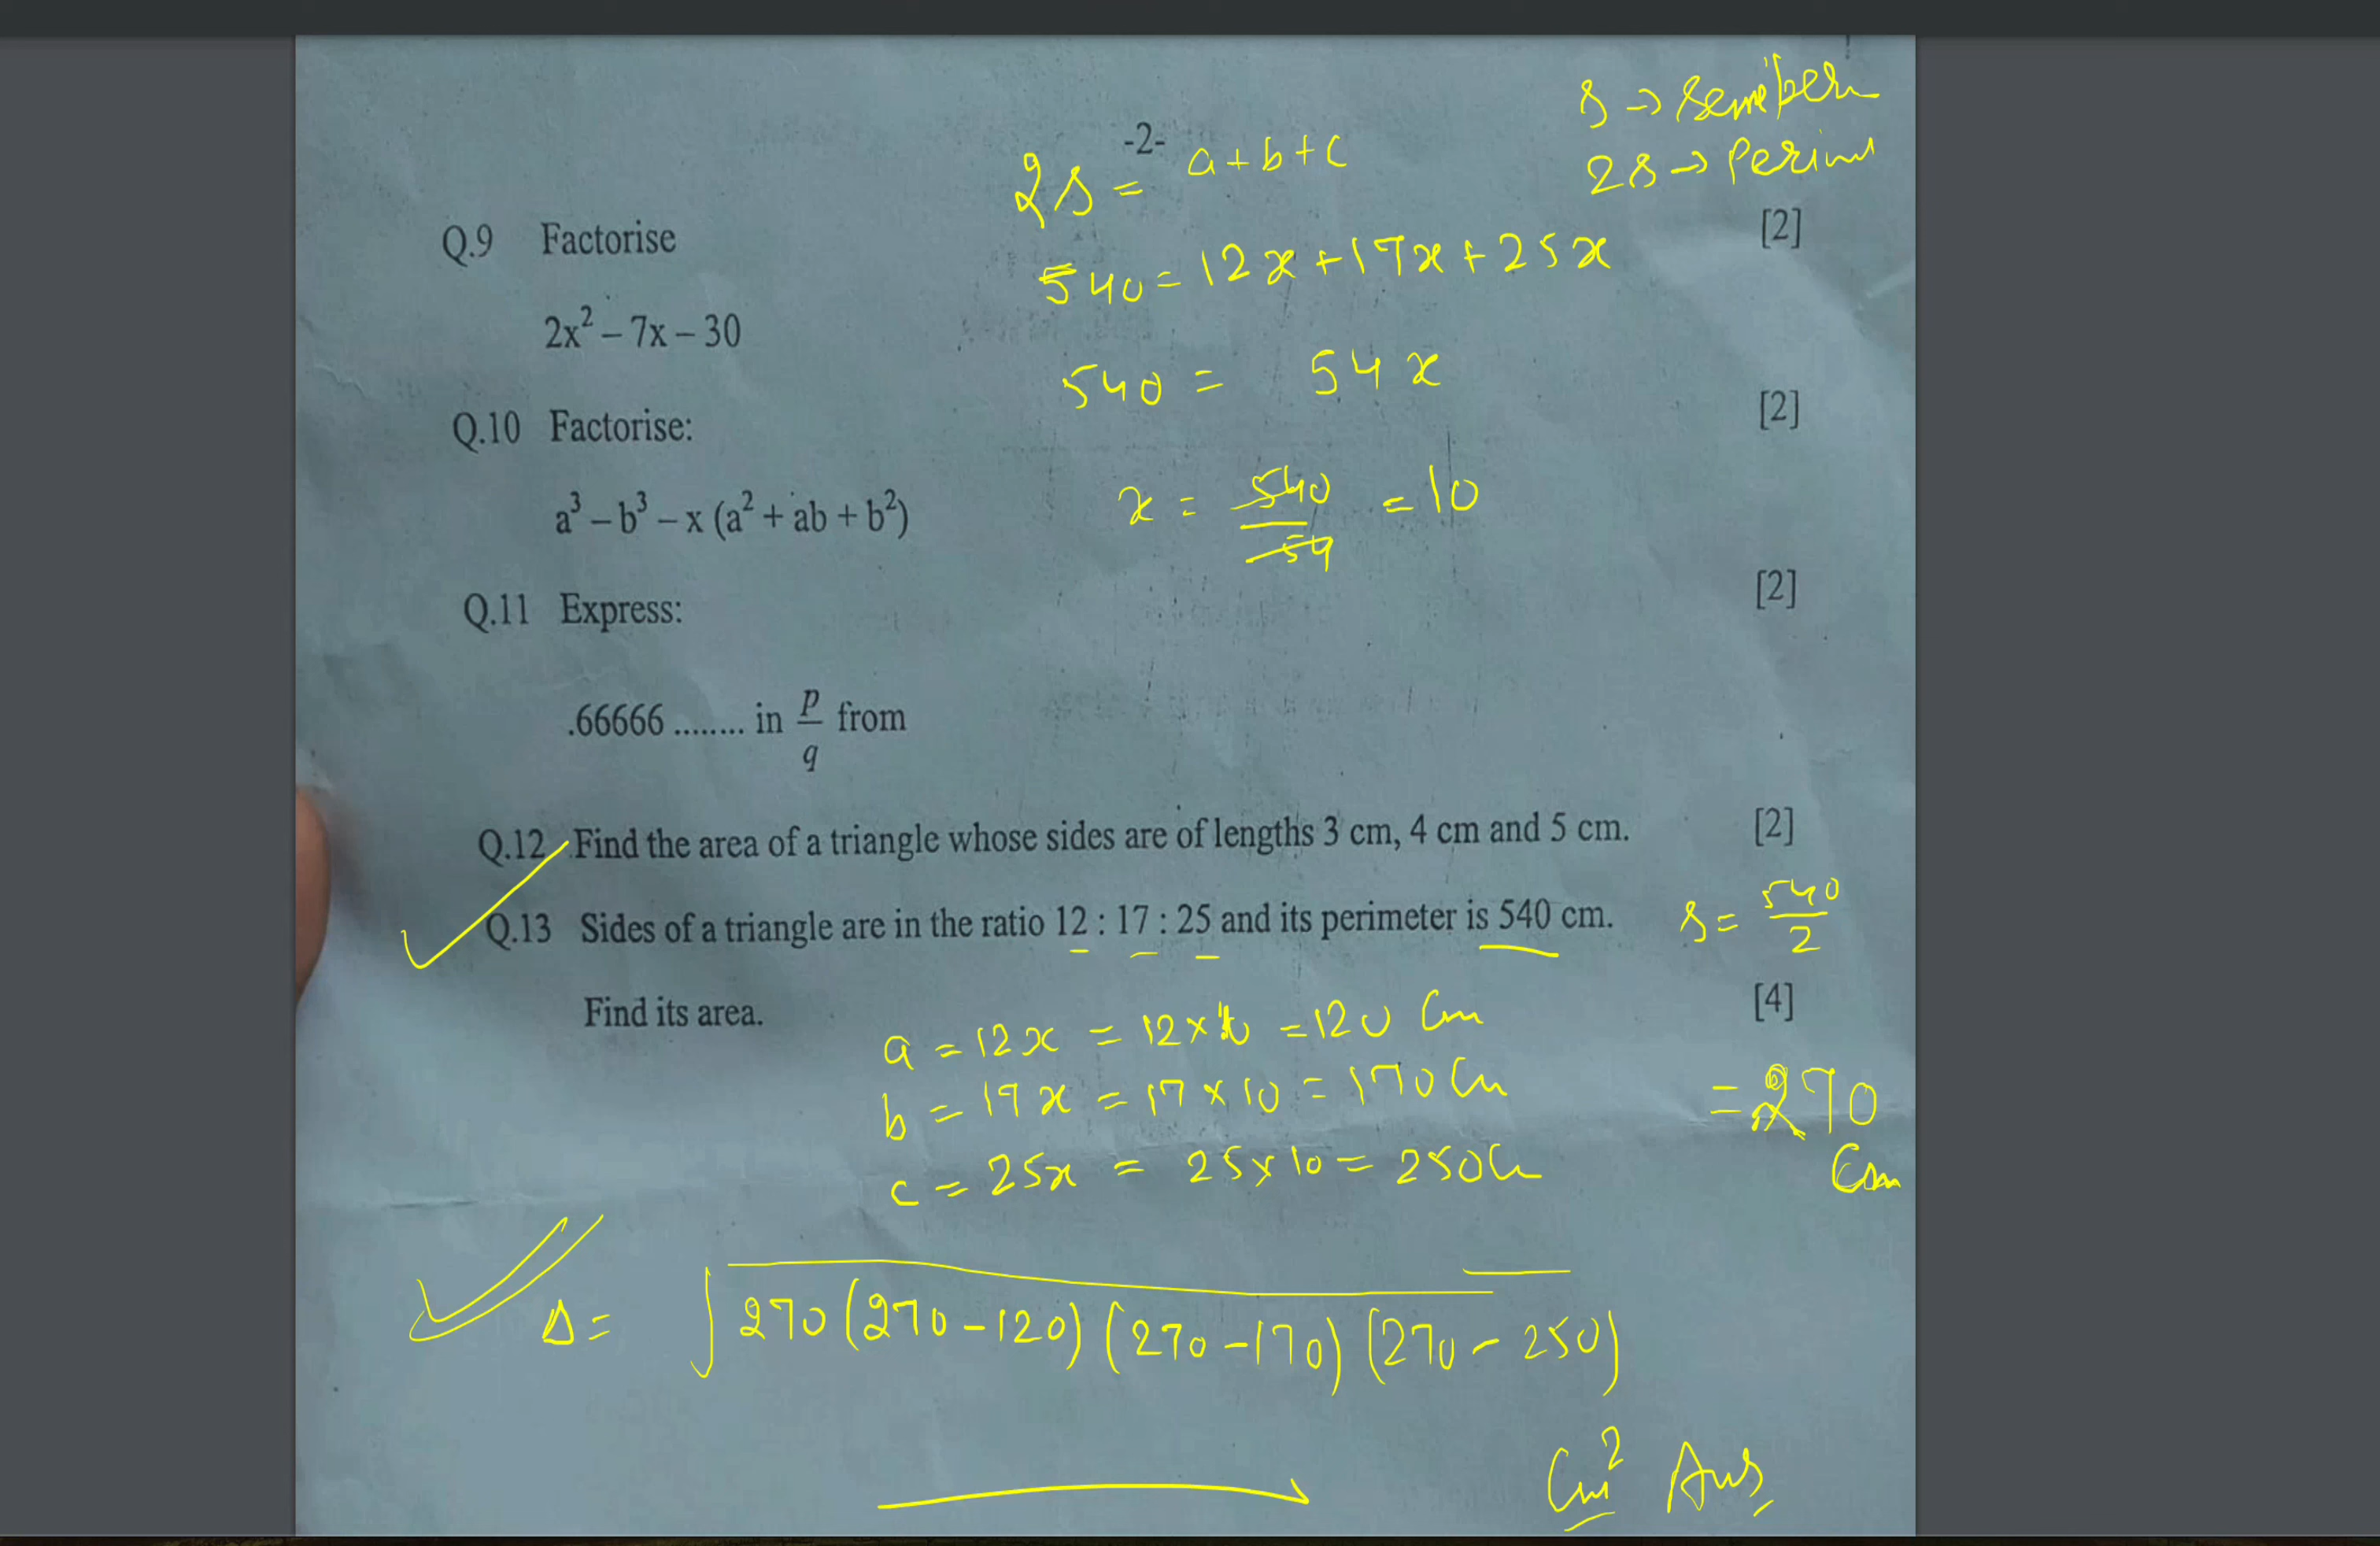 s → semiper
-2-
2s = a+b+c
2s → Perim
Q.9 Factorise [2]
540 = 12x+17x+25x
2x² – 7x – 30
540 = 54x
Q.10 Factorise: [2]
x = 540/54 = 10
a³ – b³ – x (a² + ab + b²)
Q.11 Express: [2]
.66666 ........ in p/q from
Q.12 Find the area of a triangle whose sides are of lengths 3 cm, 4 cm and 5 cm. [2]
Q.13 Sides of a triangle are in the ratio 12 : 17 : 25 and its perimeter is 540 cm.
s = 540/2
Find its area. [4]
= 270 Cm
a = 12x = 12×10 = 120 Cm
b = 17x = 17×10 = 170 Cm
c = 25x = 25×10 = 250 Cm
Δ = √270(270-120)(270-170)(270-250)
Cm² Ans